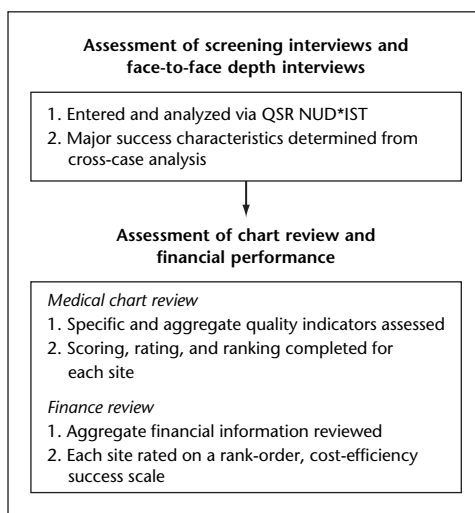 Assessment of screening interviews and
face-to-face depth interviews
1. Entered and analyzed via QSR NUD*IST
2. Major success characteristics determined from
cross-case analysis
Assessment of chart review and
financial performance
Medical chart review
1. Specific and aggregate quality indicators assessed
2. Scoring, rating, and ranking completed for
each site
Finance review
1. Aggregate financial information reviewed
2. Each site rated on a rank-order, cost-efficiency
success scale